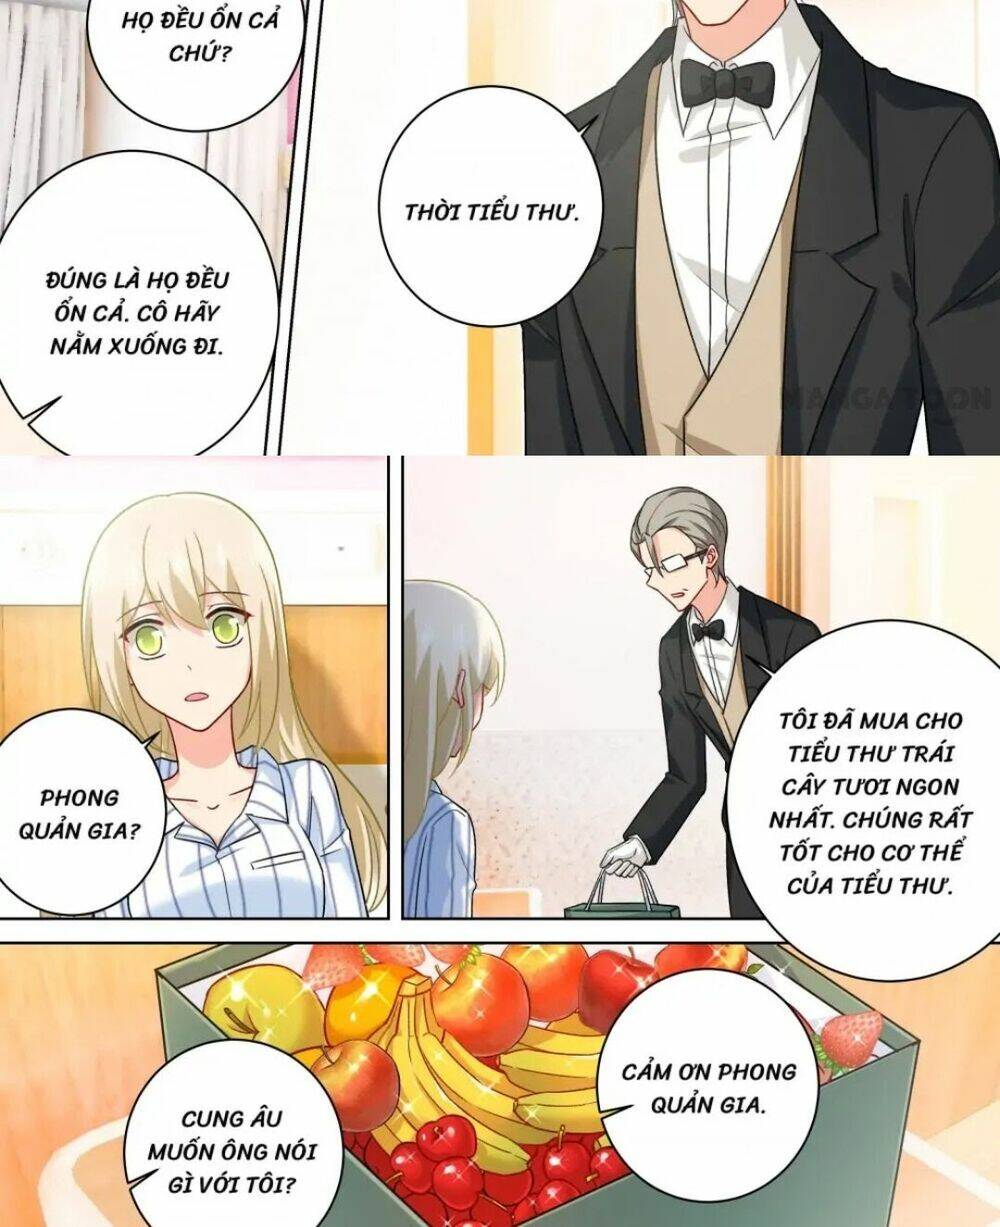 HỌ ĐỀU ỔN CẢ
CHỨ?
ĐÚNG LÀ HỌ ĐỀU
ỔN CẢ. CÔ HÃY
NẰM XUỐNG ĐI.
THỜI TIỂU THƯ.
MANGATOON
PHONG
QUẢN GIA?
TÔI ĐÃ MUA CHO
TIỂU THƯ TRÁI
CÂY TƯƠI NGON
NHẤT. CHÚNG RẤT
TỐT CHO CƠ THỂ
CỦA TIỂU THƯ.
CẢM ƠN PHONG
QUẢN GIA.
CUNG ÂU
MUỐN ÔNG NÓI
GÌ VỚI TÔI?